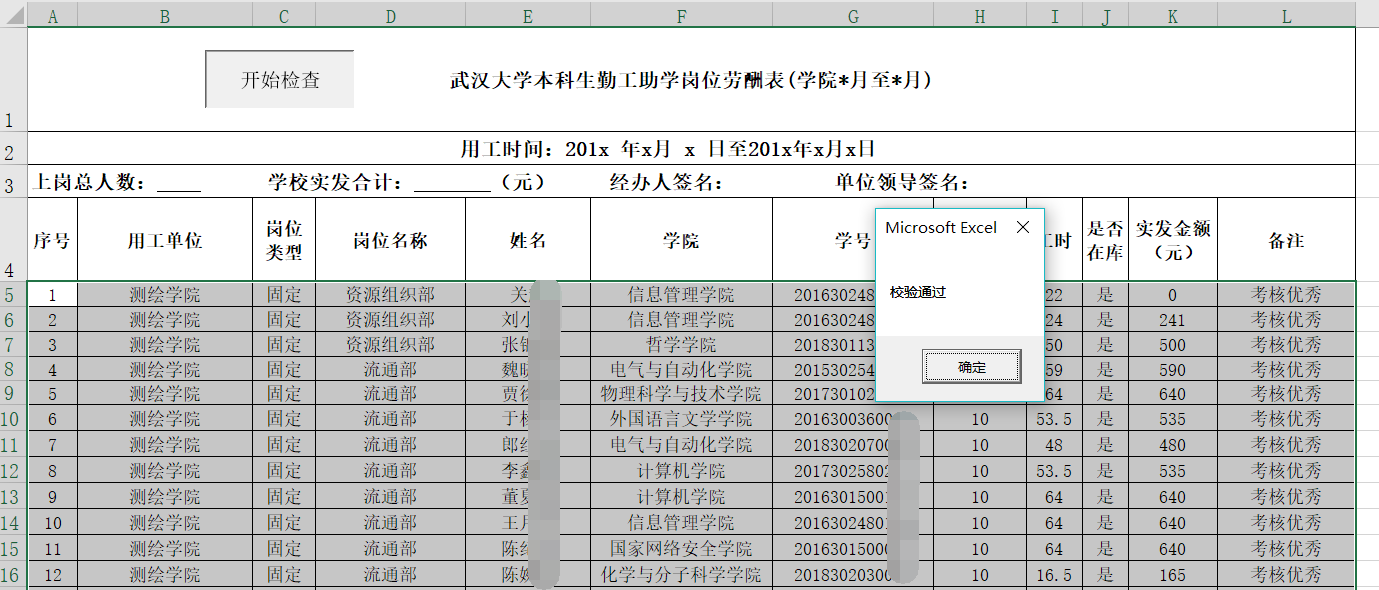 A B C D E F G H I J K L
1 开始检查 武汉大学本科生勤工助学岗位劳酬表(学院*月至*月)
2 用工时间：201x 年x月 x 日至201x年x月x日
3 上岗总人数：____ 学校实发合计：_______（元） 经办人签名： 单位领导签名：
4 序号 用工单位 岗位类型 岗位名称 姓名 学院 学号 工时 是否在库 实发金额（元） 备注
Microsoft Excel
校验通过
确定
5 1 测绘学院 固定 资源组织部 关 信息管理学院 201630248 22 是 0 考核优秀
6 2 测绘学院 固定 资源组织部 刘小 信息管理学院 201630248 24 是 241 考核优秀
7 3 测绘学院 固定 资源组织部 张 哲学学院 201830113 50 是 500 考核优秀
8 4 测绘学院 固定 流通部 魏 电气与自动化学院 201530254 59 是 590 考核优秀
9 5 测绘学院 固定 流通部 贾 物理科学与技术学院 201730102 64 是 640 考核优秀
10 6 测绘学院 固定 流通部 于 外国语言文学学院 20163003600 10 53.5 是 535 考核优秀
11 7 测绘学院 固定 流通部 郎 电气与自动化学院 20183020700 10 48 是 480 考核优秀
12 8 测绘学院 固定 流通部 李 计算机学院 20173025802 10 53.5 是 535 考核优秀
13 9 测绘学院 固定 流通部 董 计算机学院 20163015001 10 64 是 640 考核优秀
14 10 测绘学院 固定 流通部 王 信息管理学院 20163024801 10 64 是 640 考核优秀
15 11 测绘学院 固定 流通部 陈 国家网络安全学院 20163015000 10 64 是 640 考核优秀
16 12 测绘学院 固定 流通部 陈 化学与分子科学学院 20183020300 10 16.5 是 165 考核优秀